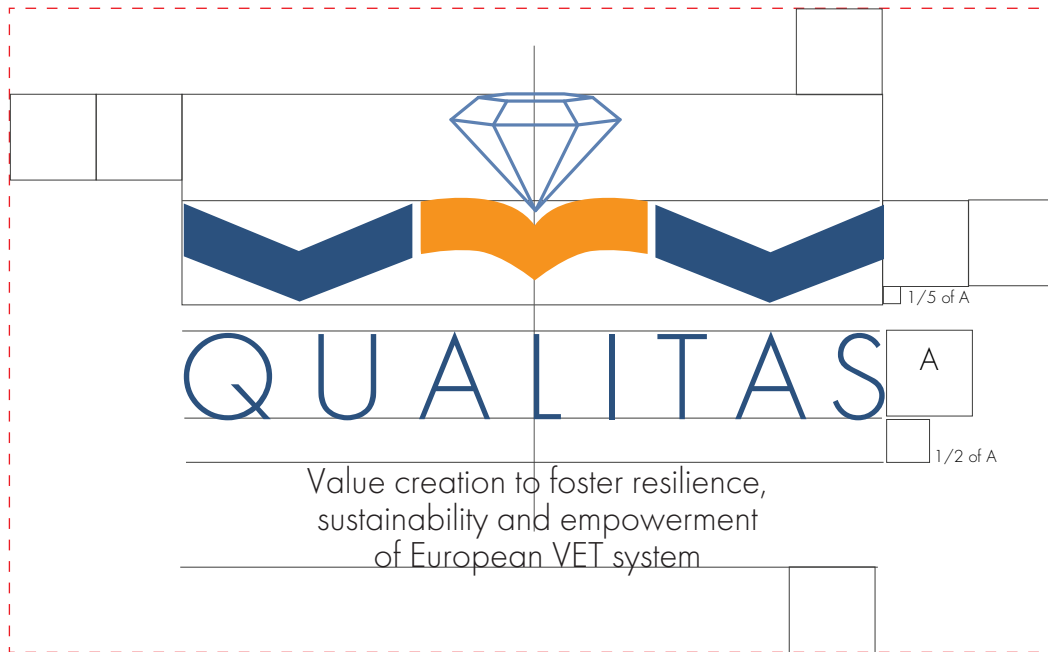 1/5 of A
QUALITAS
A
1/2 of A
Value creation to foster resilience,
sustainability and empowerment
of European VET system